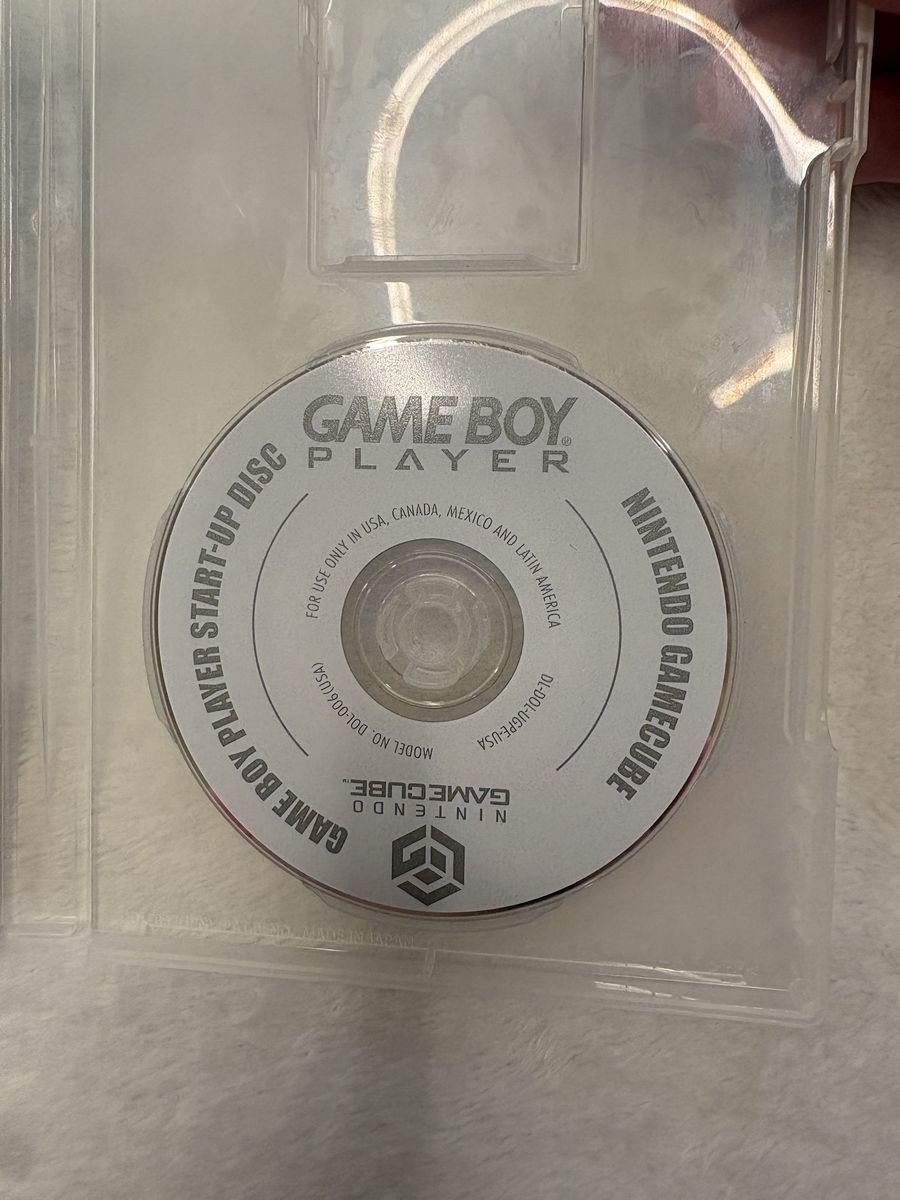 GAME BOY®
PLAYER
GAME BOY PLAYER START-UP DISC
NINTENDO GAMECUBE
FOR USE ONLY IN USA, CANADA, MEXICO AND LATIN AMERICA
DL-DOL-UGPE-USA
MODEL NO. DOL-006(USA)
NINTENDO
GAMECUBE™